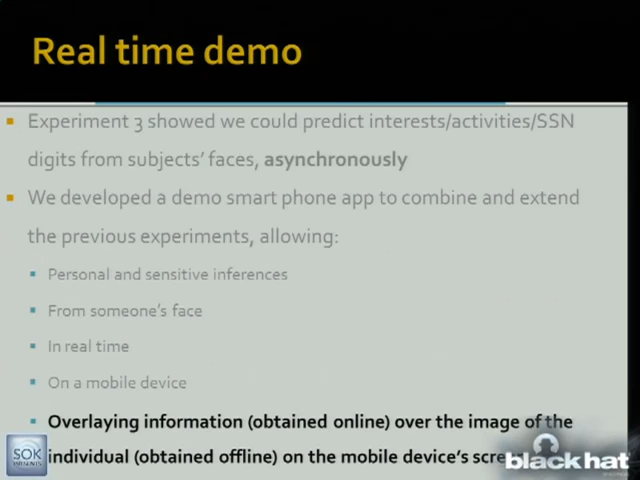 Real time demo
Experiment 3 showed we could predict interests/activities/SSN
digits from subjects' faces, asynchronously
We developed a demo smart phone app to combine and extend
the previous experiments, allowing:
Personal and sensitive inferences
From someone's face
In real time
On a mobile device
Overlaying information (obtained online) over the image of the
individual (obtained offline) on the mobile device's
SOK
black hat